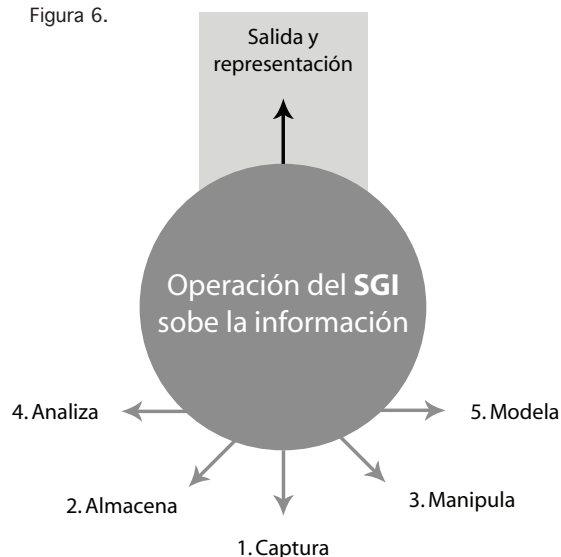 Figura 6.
Salida y
representación
Operación del SGI
sobe la información
4. Analiza
5. Modela
2. Almacena
3. Manipula
1. Captura